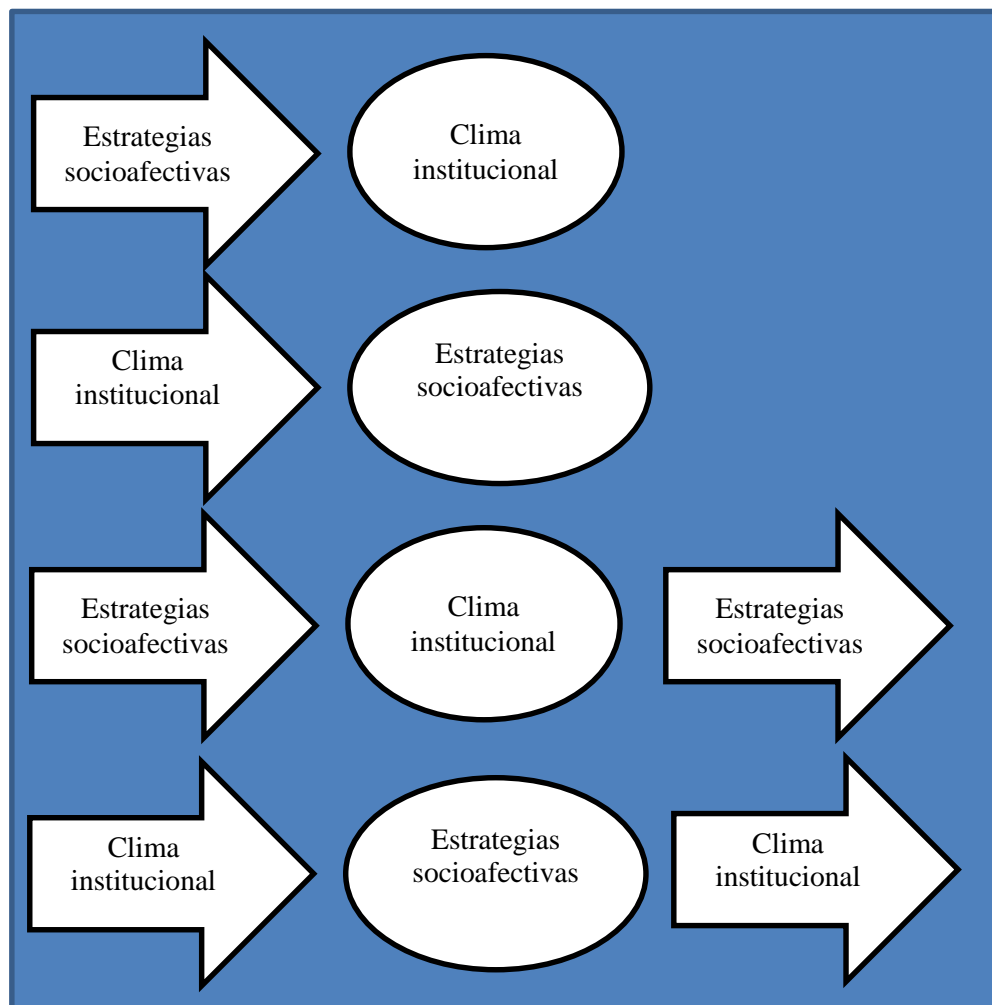 Estrategias
socioafectivas
Clima
institucional
Clima
institucional
Estrategias
socioafectivas
Estrategias
socioafectivas
Clima
institucional
Estrategias
socioafectivas
Clima
institucional
Estrategias
socioafectivas
Clima
institucional